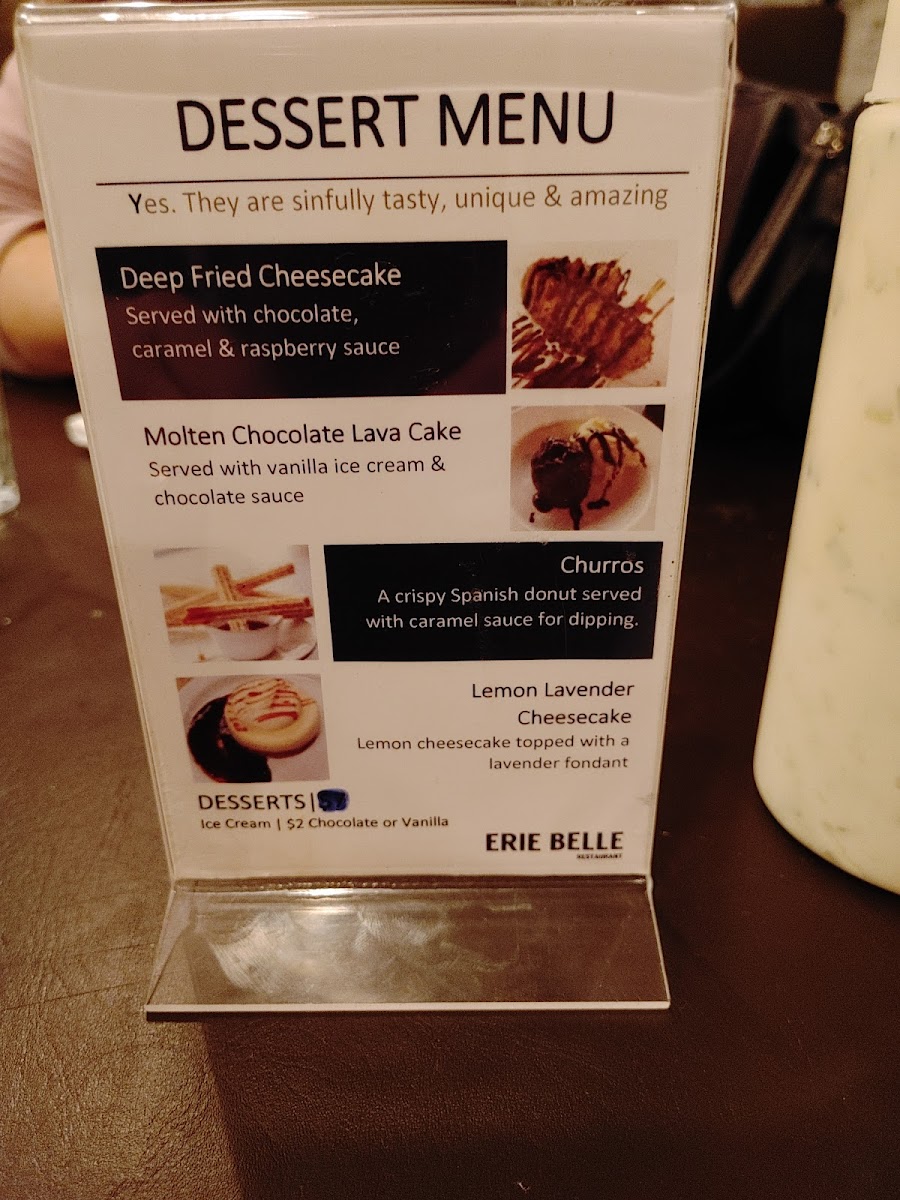 DESSERT MENU
Yes. They are sinfully tasty, unique & amazing
Deep Fried Cheesecake
Served with chocolate,
caramel & raspberry sauce
Molten Chocolate Lava Cake
Served with vanilla ice cream &
chocolate sauce
Churros
A crispy Spanish donut served
with caramel sauce for dipping.
Lemon Lavender
Cheesecake
Lemon cheesecake topped with a
lavender fondant
DESSERTS|
Ice Cream | $2 Chocolate or Vanilla
ERIE BELLE
RESTAURANT